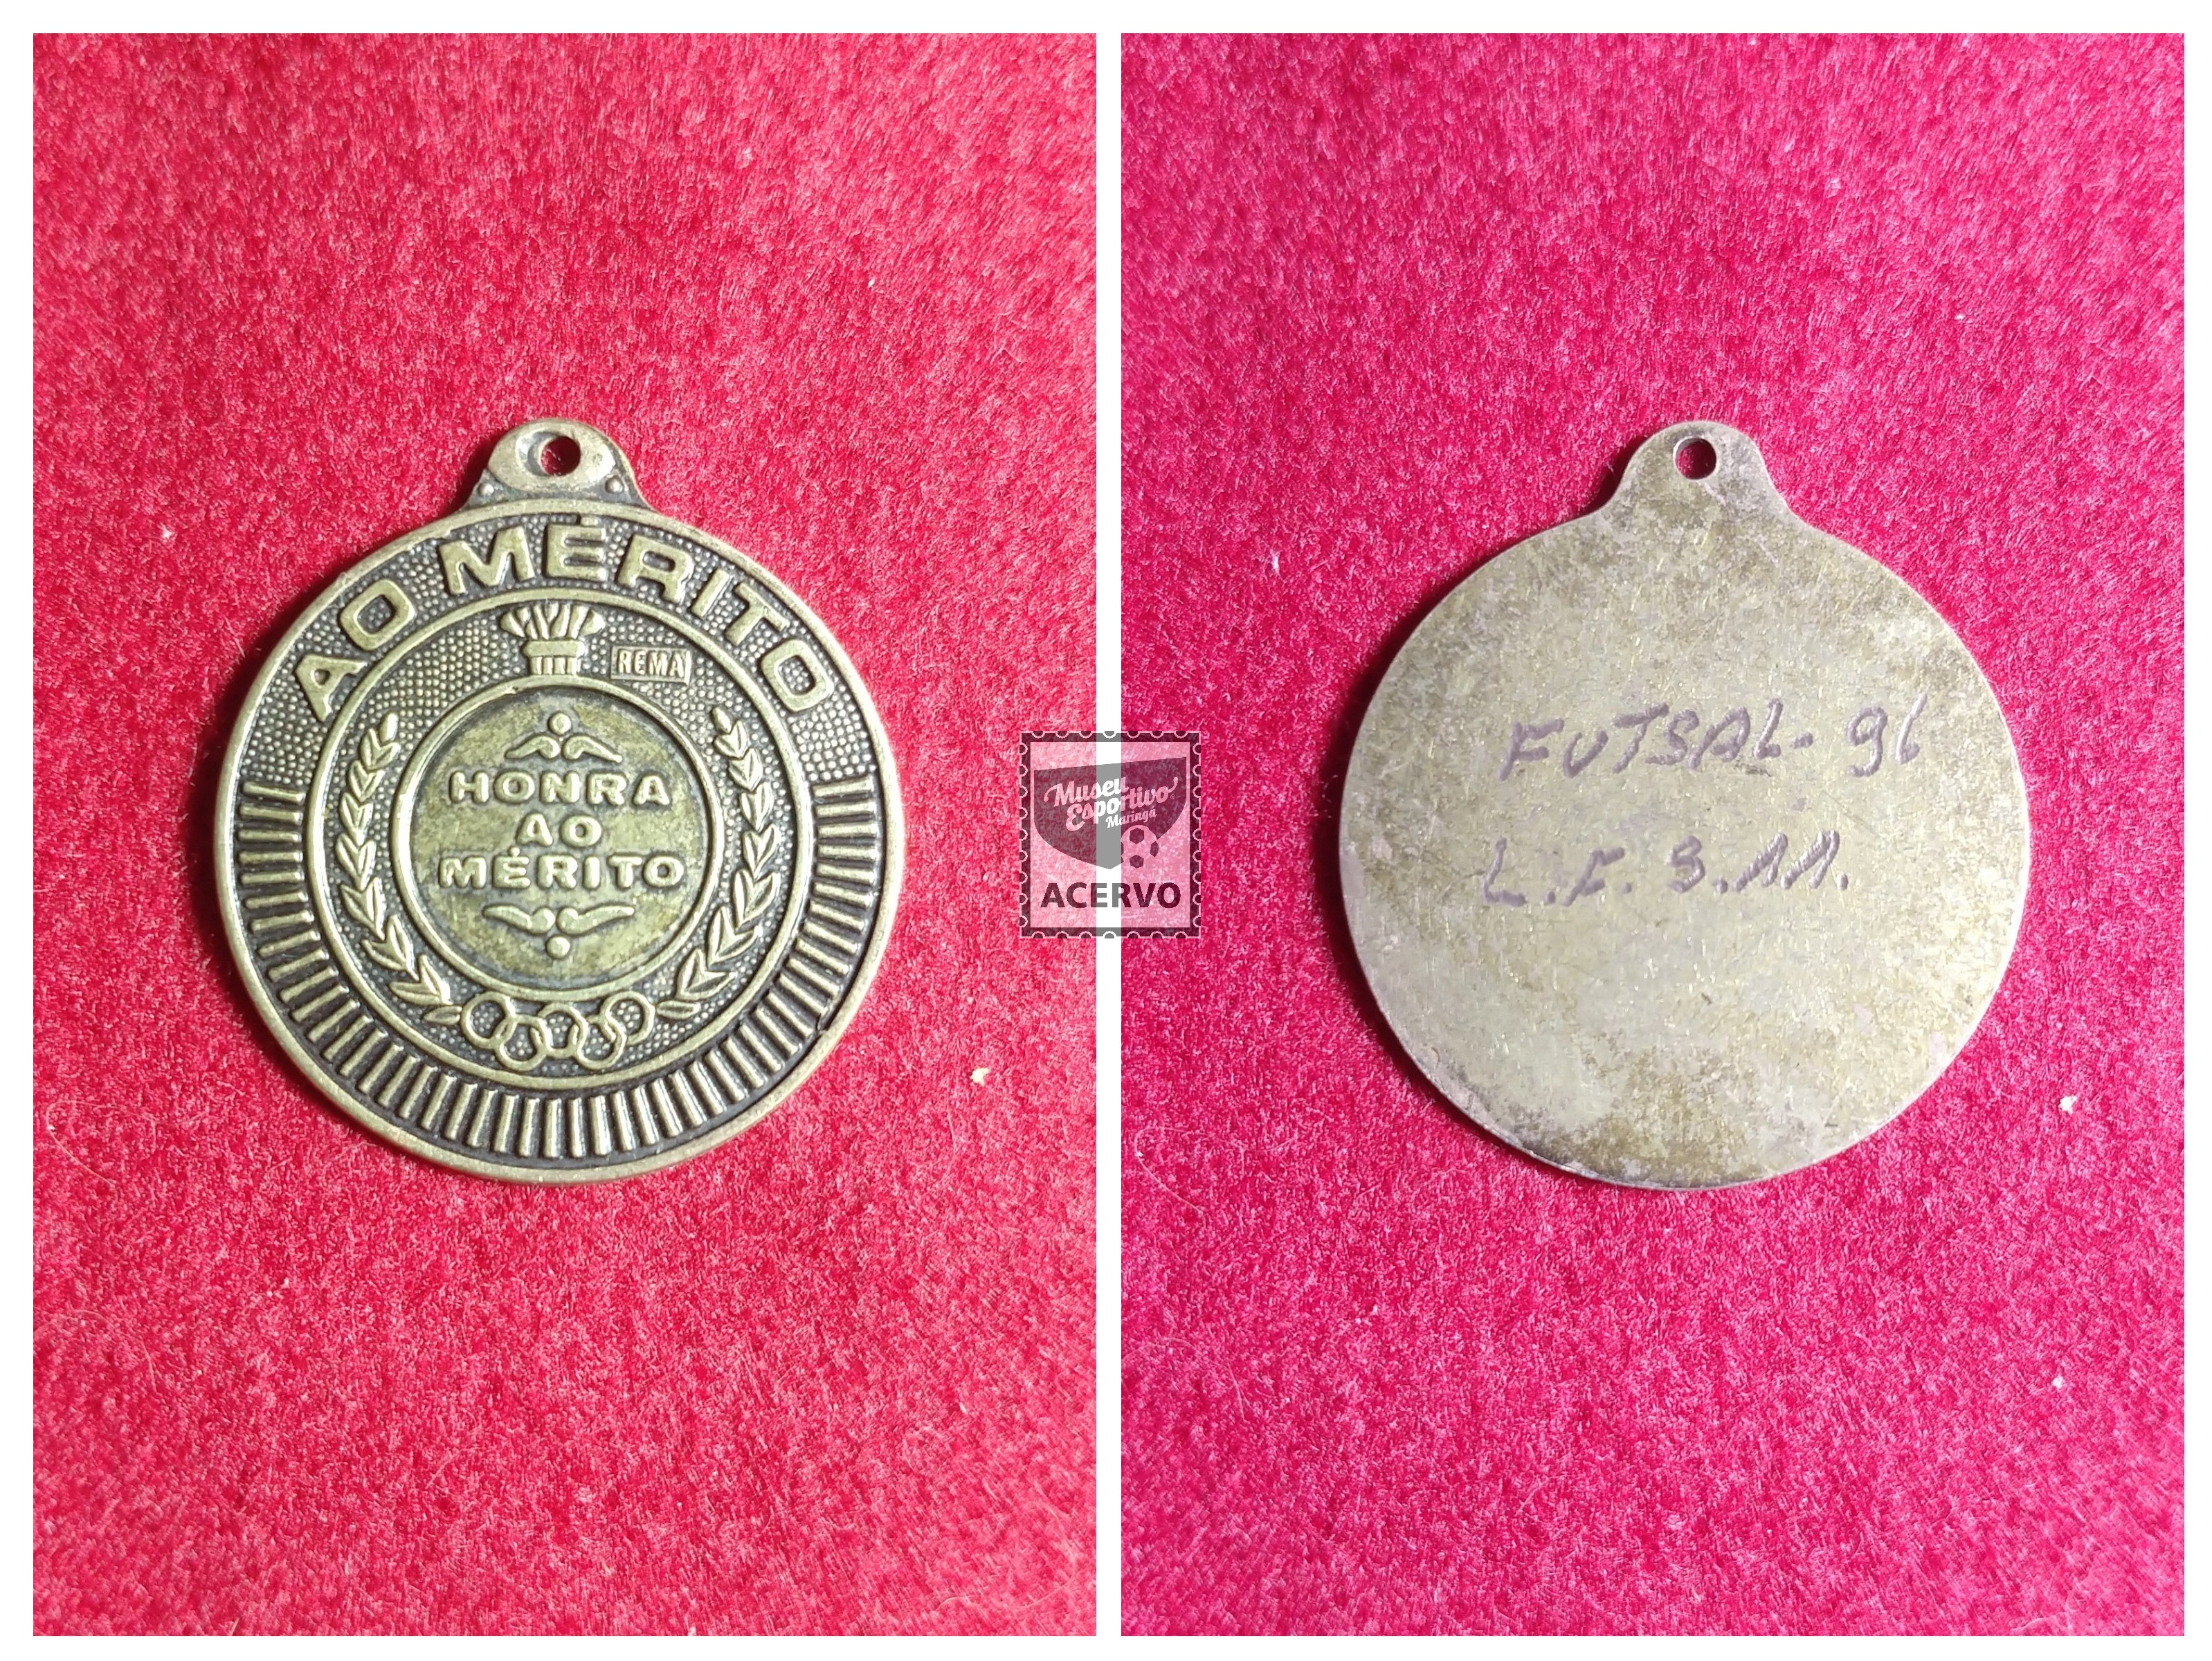 AO MÉRITO
REMA
HONRA
AO
MÉRITO
Museu
Esportivo
Maringá
ACERVO
FUTSAL - 96
L.F.S.M.